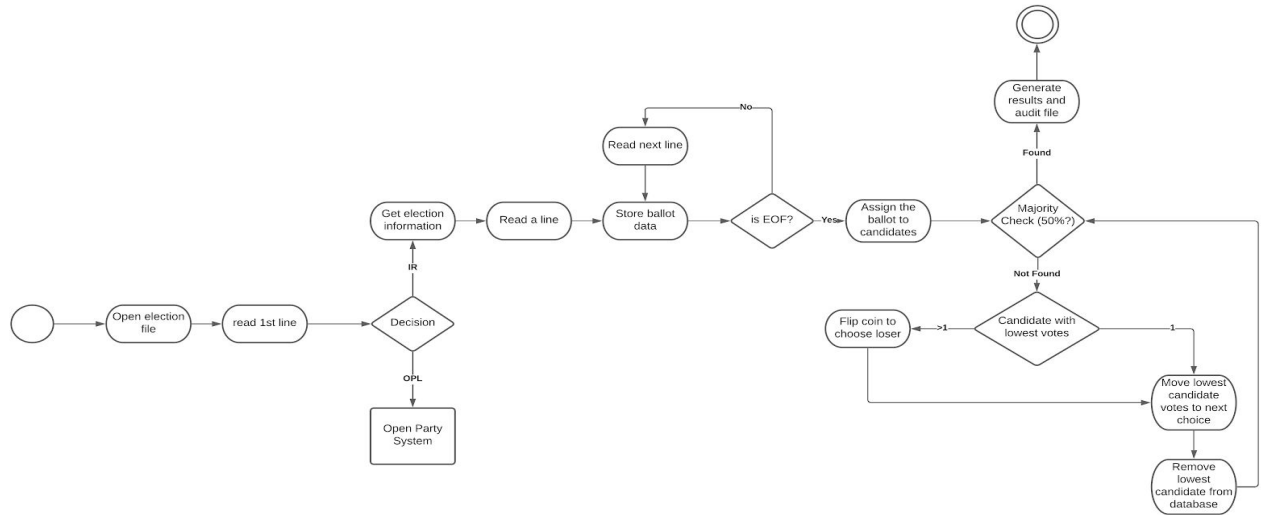 Generate
results and
audit file
No
Read next line
Found
Get election
information
Read a line
Store ballot
data
is EOF?
Yes
Assign the
ballot to
candidates
Majority
Check (50%?)
IR
Not Found
Open election
file
read 1st line
Decision
Flip coin to
choose loser
>1
Candidate with
lowest votes
1
OPL
Open Party
System
Move lowest
candidate
votes to next
choice
Remove
lowest
candidate from
database